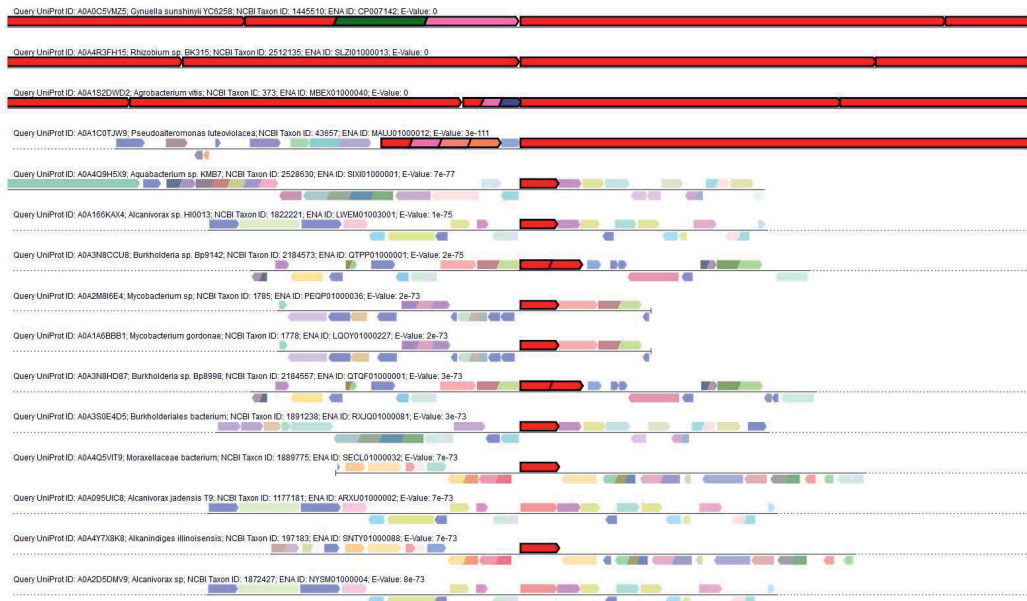 Query UniProt ID: A0A0C5VMZ5; Gynuella sunshinyii YC6258; NCBI Taxon ID: 1445510; ENA ID: CP007142; E-Value: 0
Query UniProt ID: A0A4R3FH15; Rhizobium sp. BK315; NCBI Taxon ID: 2512135; ENA ID: SLZI01000013; E-Value: 0
Query UniProt ID: A0A1S2DWD2; Agrobacterium vitis; NCBI Taxon ID: 373; ENA ID: MBEX01000040; E-Value: 0
Query UniProt ID: A0A1C0TJW9; Pseudoalteromonas luteoviolacea; NCBI Taxon ID: 43657; ENA ID: MAUJ01000012; E-Value: 3e-111
Query UniProt ID: A0A4Q9H5X9; Aquabacterium sp. KMB7; NCBI Taxon ID: 2528630; ENA ID: SIXI01000001; E-Value: 7e-77
Query UniProt ID: A0A166KAX4; Alcanivorax sp. HI0013; NCBI Taxon ID: 1822221; ENA ID: LWEM01003001; E-Value: 1e-75
Query UniProt ID: A0A3N8CCU8; Burkholderia sp. Bp9142; NCBI Taxon ID: 2184573; ENA ID: QTPP01000001; E-Value: 2e-75
Query UniProt ID: A0A2M8I6E4; Mycobacterium sp; NCBI Taxon ID: 1785; ENA ID: PEQP01000036; E-Value: 2e-73
Query UniProt ID: A0A1A6BBB1; Mycobacterium gordonae; NCBI Taxon ID: 1778; ENA ID: LQOY01000227; E-Value: 2e-73
Query UniProt ID: A0A3N8HD87; Burkholderia sp. Bp8998; NCBI Taxon ID: 2184557; ENA ID: QTQF01000001; E-Value: 3e-73
Query UniProt ID: A0A3S0E4D5; Burkholderiales bacterium; NCBI Taxon ID: 1891238; ENA ID: RXJQ01000081; E-Value: 3e-73
Query UniProt ID: A0A4Q5VIT9; Moraxellaceae bacterium; NCBI Taxon ID: 1889775; ENA ID: SECL01000032; E-Value: 7e-73
Query UniProt ID: A0A095UIC8; Alcanivorax jadensis T9; NCBI Taxon ID: 1177181; ENA ID: ARXU01000002; E-Value: 7e-73
Query UniProt ID: A0A4Y7X8K8; Alkanindiges illinoisensis; NCBI Taxon ID: 197183; ENA ID: SNTY01000088; E-Value: 7e-73
Query UniProt ID: A0A2D5DMV9; Alcanivorax sp; NCBI Taxon ID: 1872427; ENA ID: NYSM01000004; E-Value: 8e-73